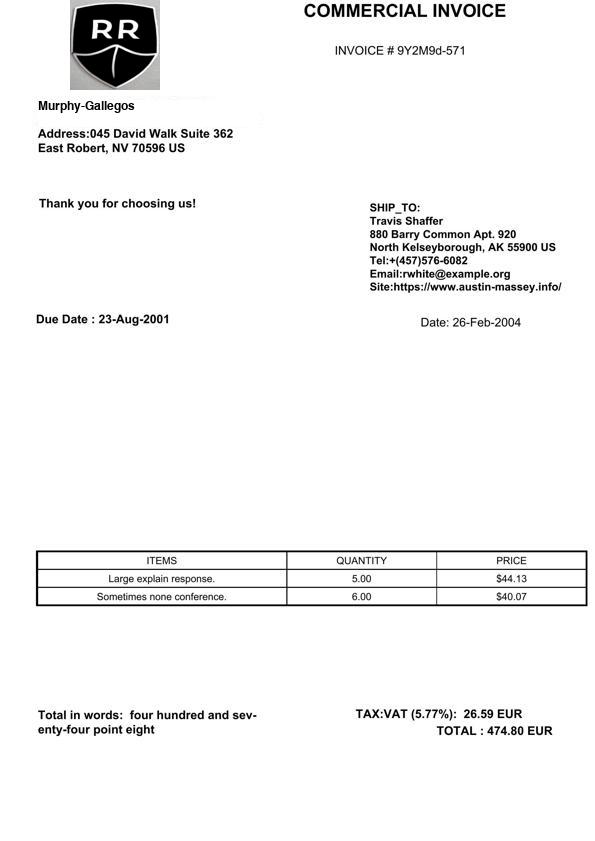 RR
COMMERCIAL INVOICE
INVOICE # 9Y2M9d-571
Murphy-Gallegos
Address:045 David Walk Suite 362
East Robert, NV 70596 US
Thank you for choosing us!
SHIP_TO:
Travis Shaffer
880 Barry Common Apt. 920
North Kelseyborough, AK 55900 US
Tel:+(457)576-6082
Email:rwhite@example.org
Site:https://www.austin-massey.info/
Due Date : 23-Aug-2001
Date: 26-Feb-2004
ITEMS QUANTITY PRICE
Large explain response. 5.00 $44.13
Sometimes none conference. 6.00 $40.07
Total in words: four hundred and sev-
enty-four point eight
TAX:VAT (5.77%): 26.59 EUR
TOTAL : 474.80 EUR